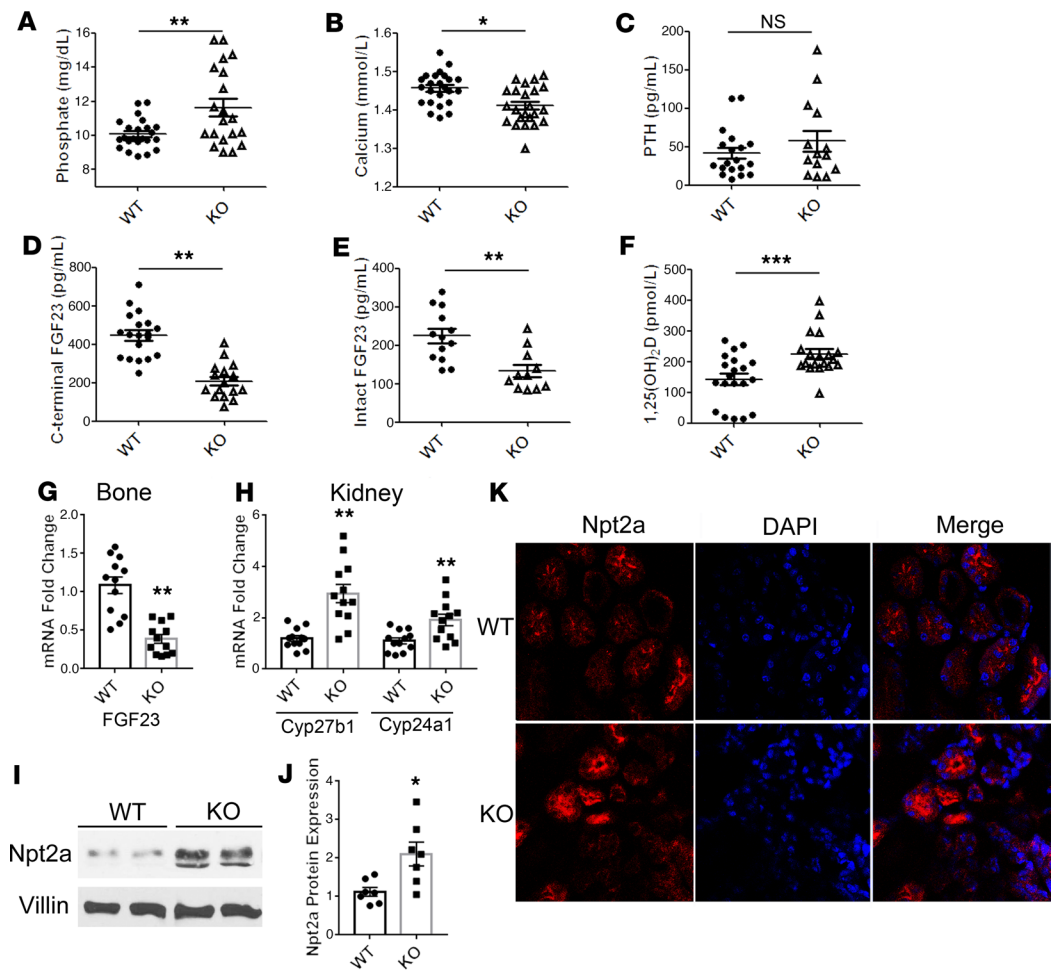 A
Phosphate (mg/dL)
16
14
12
10
8
**
WT
KO
B
Calcium (mmol/L)
1.6
1.5
1.4
1.3
1.2
*
WT
KO
C
PTH (pg/mL)
200
150
100
50
0
NS
WT
KO
D
C-terminal FGF23 (pg/mL)
800
600
400
200
0
**
WT
KO
E
Intact FGF23 (pg/mL)
400
300
200
100
0
**
WT
KO
F
1,25(OH)₂D (pmol/L)
500
400
300
200
100
0
***
WT
KO
G
Bone
mRNA Fold Change
2.0
1.5
1.0
0.5
0.0
**
WT
KO
FGF23
H
Kidney
mRNA Fold Change
6
4
2
0
**
**
WT
KO
WT
KO
Cyp27b1
Cyp24a1
I
WT
KO
Npt2a
Villin
J
Npt2a Protein Expression
4
3
2
1
0
*
WT
KO
K
Npt2a
DAPI
Merge
WT
KO